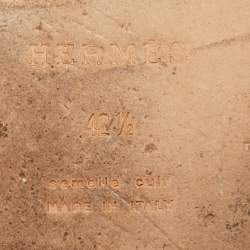 HERMES
42½
semelle cuir
MADE IN ITALY